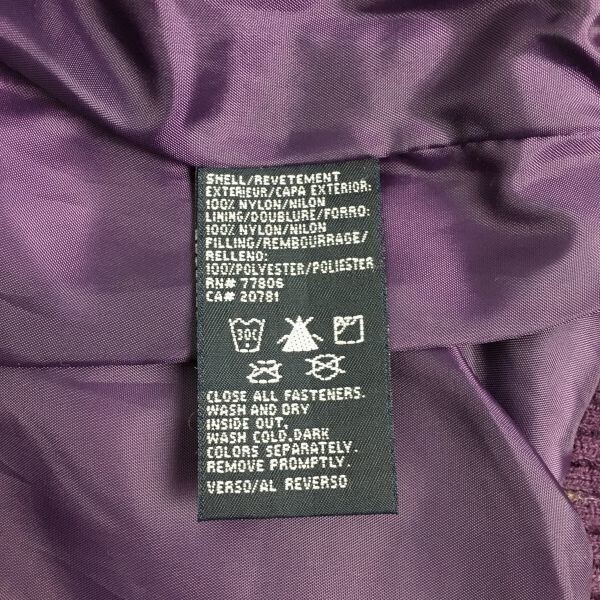 SHELL/REVETEMENT
EXTERIEUR/CAPA EXTERIOR:
100% NYLON/NILON
LINING/DOUBLURE/FORRO:
100% NYLON/NILON
FILLING/REMBOURRAGE/
RELLENO:
100%POLYESTER/POLIESTER
RN# 77806
CA# 20781
30C
CLOSE ALL FASTENERS.
WASH AND DRY
INSIDE OUT.
WASH COLD.DARK
COLORS SEPARATELY.
REMOVE PROMPTLY.
VERSO/AL REVERSO